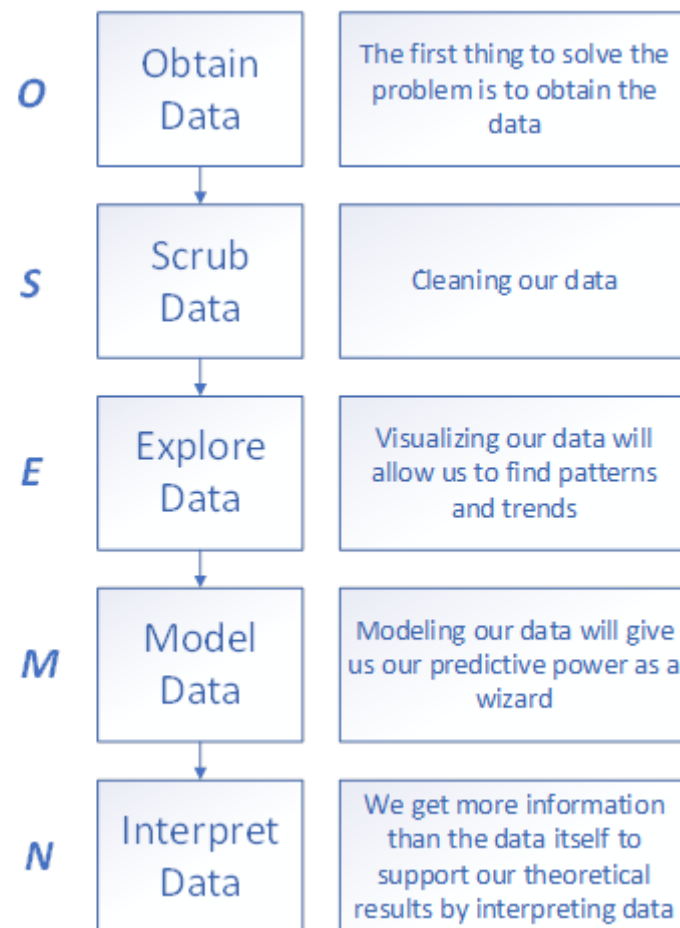 O
Obtain
Data
The first thing to solve the
problem is to obtain the
data
S
Scrub
Data
Cleaning our data
E
Explore
Data
Visualizing our data will
allow us to find patterns
and trends
M
Model
Data
Modeling our data will give
us our predictive power as a
wizard
N
Interpret
Data
We get more information
than the data itself to
support our theoretical
results by interpreting data